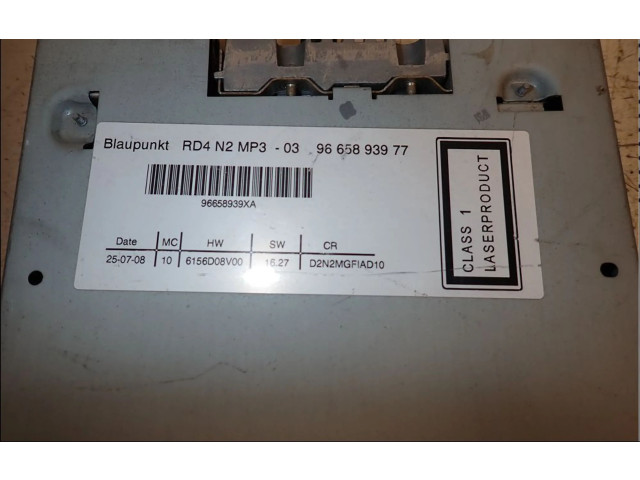 Blaupunkt RD4 N2 MP3 - 03 96 658 939 77
96658939XA
Date MC HW SW CR
25-07-08 10 6156D08V00 16.27 D2N2MGFIAD10
CLASS 1
LASERPRODUCT